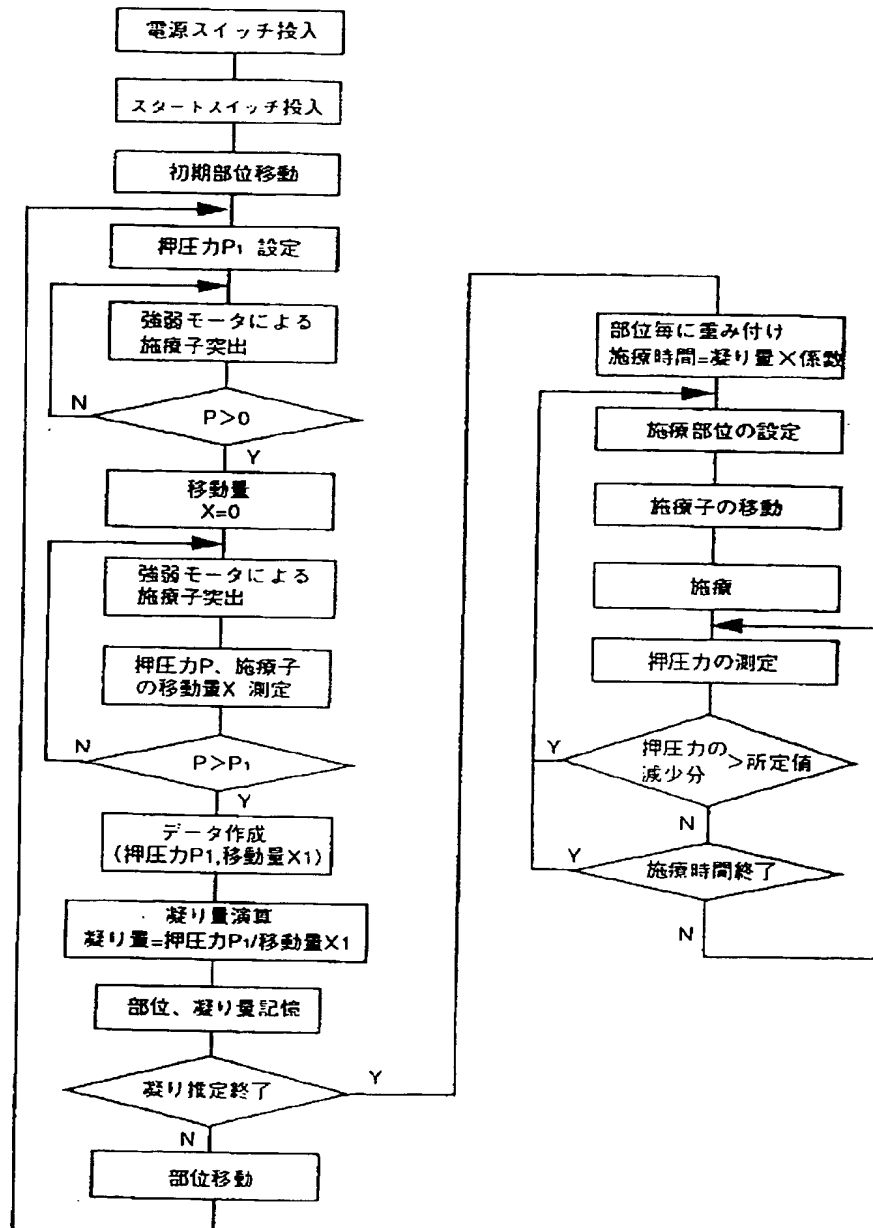 電源スイッチ投入
スタートスイッチ投入
初期部位移動
押圧力P₁ 設定
強弱モータによる
施療子突出
N
P>0
Y
移動量
X=0
強弱モータによる
施療子突出
押圧力P、施療子
の移動量X 測定
N
P>P₁
Y
データ作成
(押圧力P1,移動量X1)
凝り量演算
凝り量=押圧力P₁/移動量X1
部位、凝り量記憶
凝り推定終了
Y
N
部位移動
部位毎に重み付け
施療時間=凝り量×係数
施療部位の設定
施療子の移動
施療
押圧力の測定
Y
押圧力の
減少分
>所定値
N
Y
施療時間終了
N